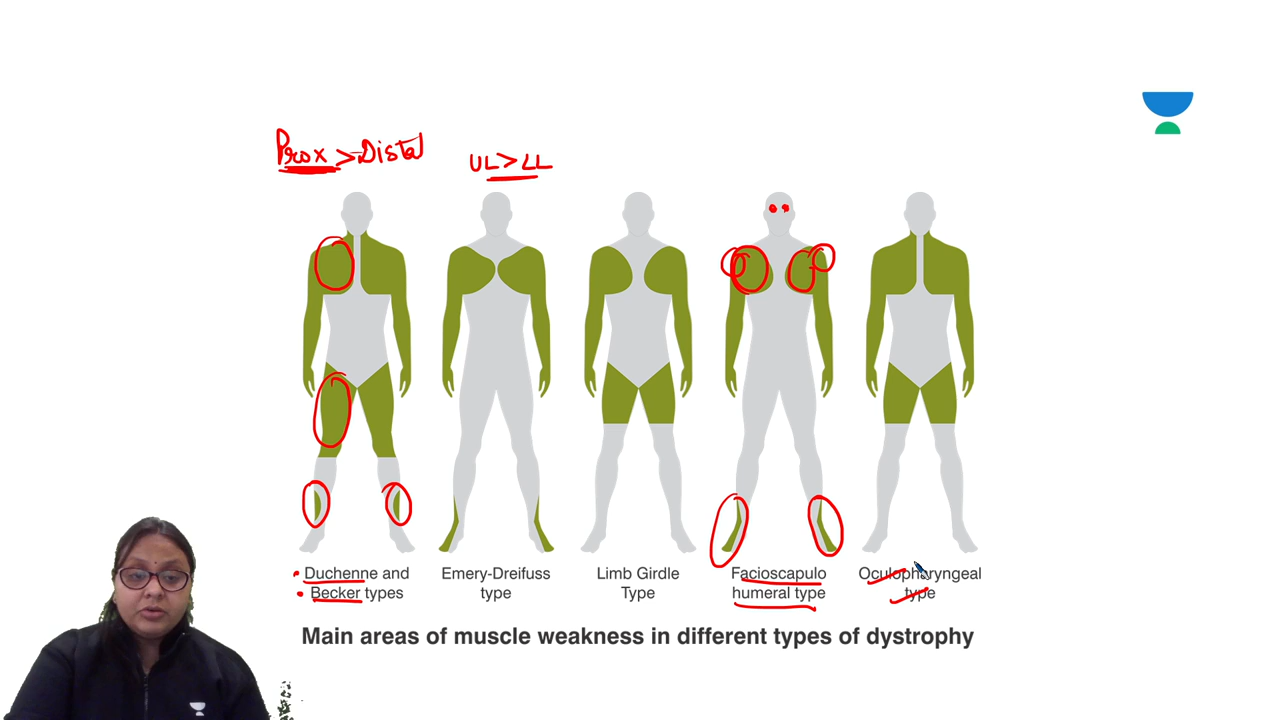 Prox > Distal
UL > LL
• Duchenne and
• Becker types
Emery-Dreifuss
type
Limb Girdle
Type
Facioscapulo
humeral type
Oculopharyngeal
type
Main areas of muscle weakness in different types of dystrophy